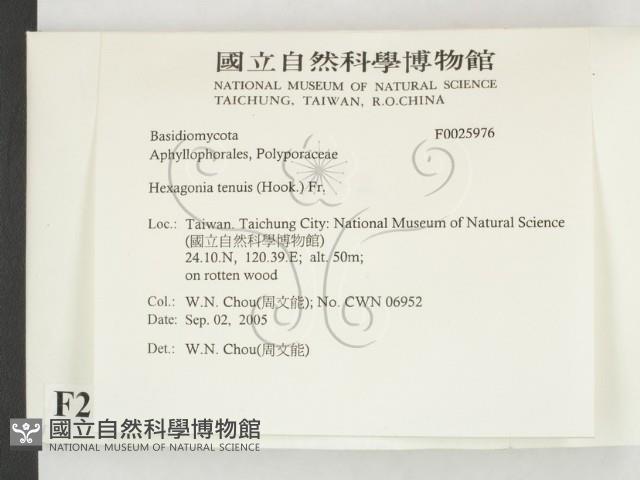 國立自然科學博物館
NATIONAL MUSEUM OF NATURAL SCIENCE
TAICHUNG, TAIWAN, R.O.CHINA
Basidiomycota F0025976
Aphyllophorales, Polyporaceae
Hexagonia tenuis (Hook.) Fr.
Loc.: Taiwan. Taichung City: National Museum of Natural Science
(國立自然科學博物館)
24.10.N, 120.39.E; alt. 50m;
on rotten wood
Col.: W.N. Chou(周文能); No. CWN 06952
Date: Sep. 02, 2005
Det.: W.N. Chou(周文能)
F2
國立自然科學博物館
NATIONAL MUSEUM OF NATURAL SCIENCE